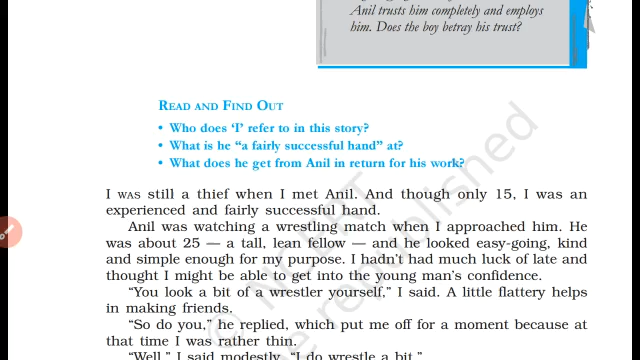 Anil trusts him completely and employs
him. Does the boy betray his trust?
READ AND FIND OUT
• Who does ‘I’ refer to in this story?
• What is he “a fairly successful hand” at?
• What does he get from Anil in return for his work?
I WAS still a thief when I met Anil. And though only 15, I was an
experienced and fairly successful hand.
Anil was watching a wrestling match when I approached him. He
was about 25 — a tall, lean fellow — and he looked easy-going, kind
and simple enough for my purpose. I hadn't had much luck of late and
thought I might be able to get into the young man's confidence.
“You look a bit of a wrestler yourself,” I said. A little flattery helps
in making friends.
“So do you,” he replied, which put me off for a moment because at
that time I was rather thin.
“Well,” I said modestly, “I do wrestle a bit.”
© NCERT
be republished